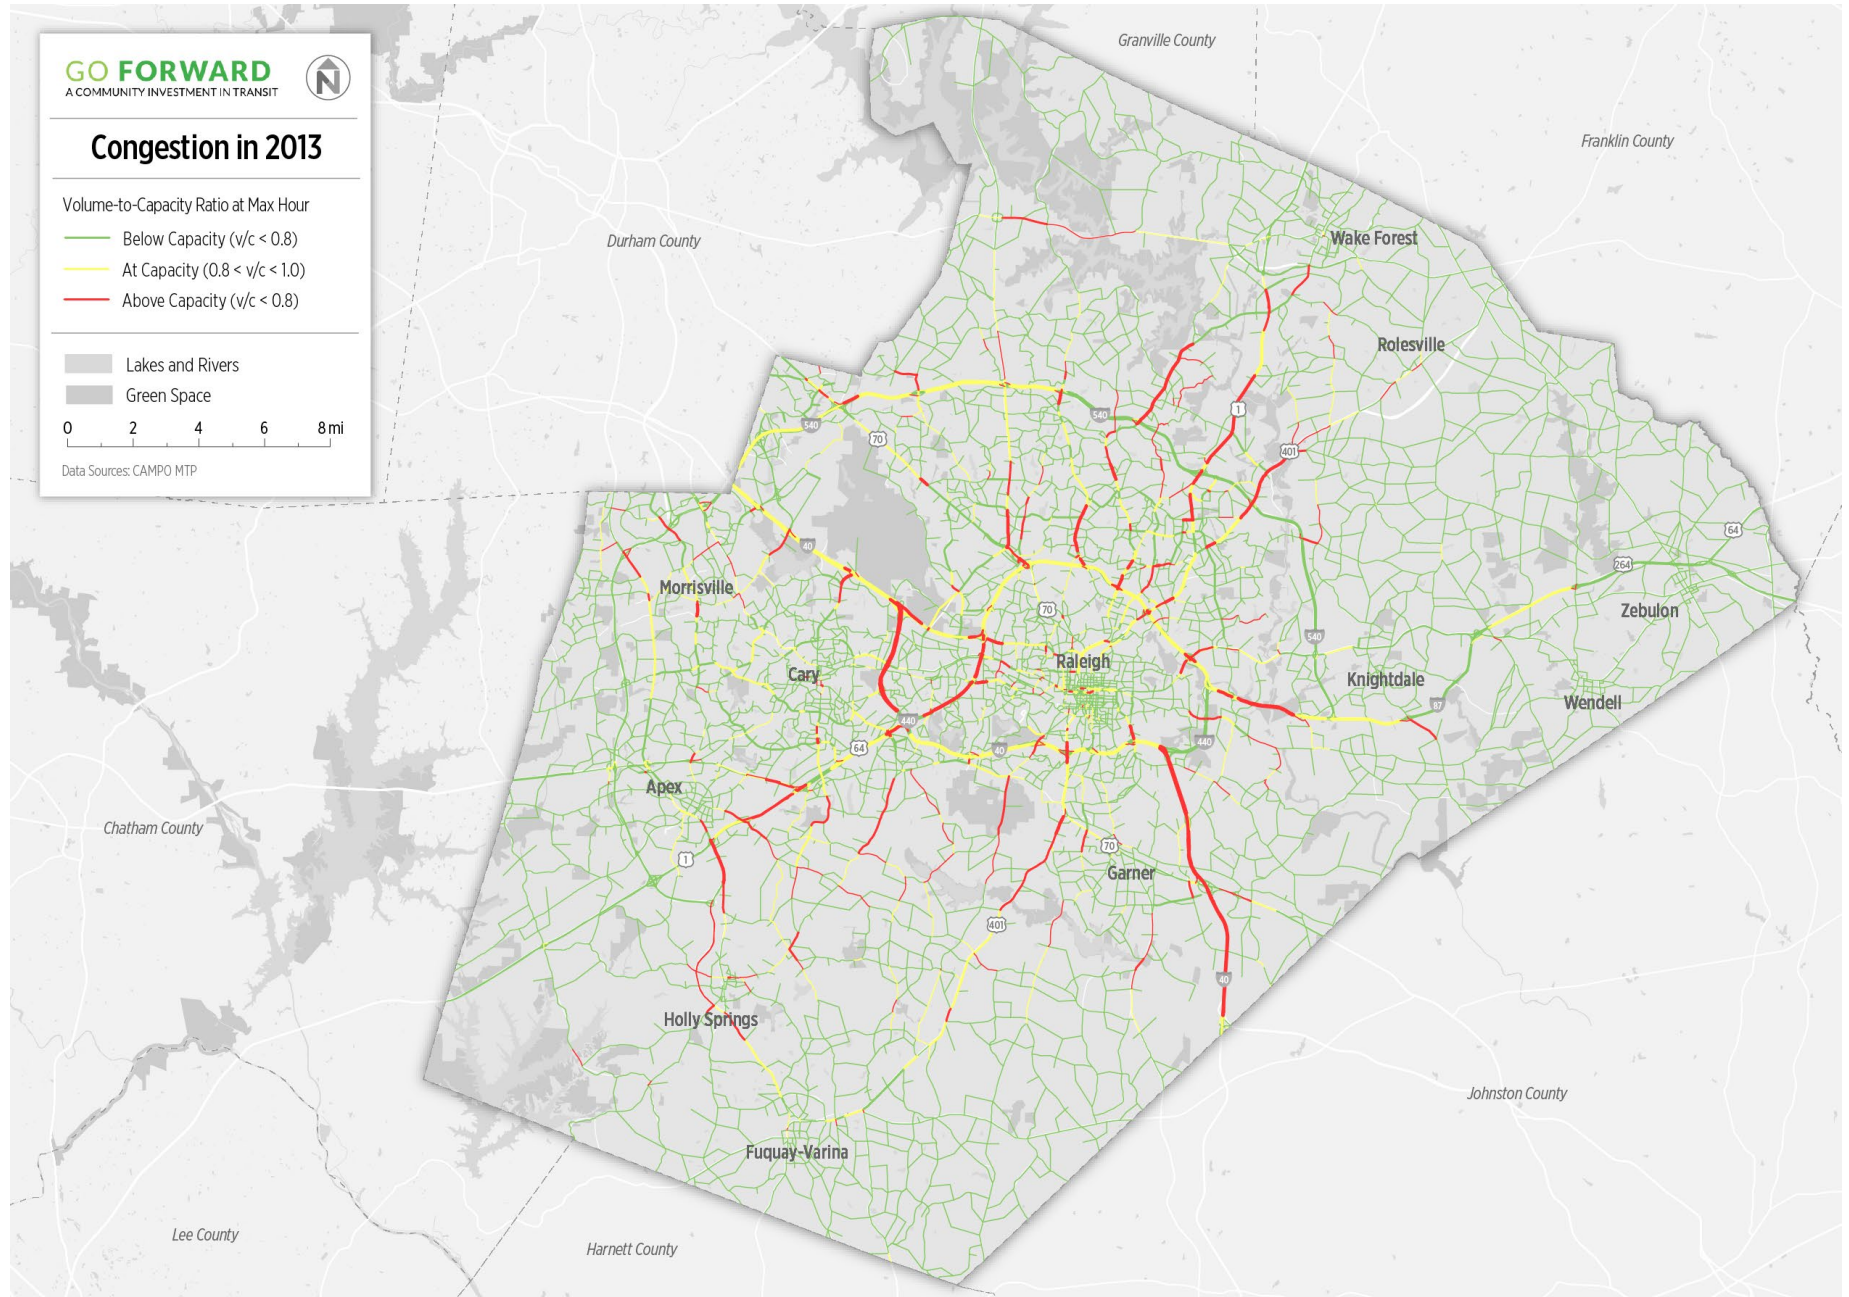 GO FORWARD
A COMMUNITY INVESTMENT IN TRANSIT
N
Congestion in 2013
Volume-to-Capacity Ratio at Max Hour
Below Capacity (v/c < 0.8)
At Capacity (0.8 < v/c < 1.0)
Above Capacity (v/c < 0.8)
Lakes and Rivers
Green Space
0 2 4 6 8 mi
Data Sources: CAMPO MTP
Granville County
Franklin County
Durham County
Wake Forest
Rolesville
1
540
540
70
401
64
40
264
Morrisville
70
Zebulon
540
Raleigh
Cary
Knightdale
Wendell
87
440
440
64
40
Apex
Chatham County
70
1
Garner
401
40
Holly Springs
Johnston County
Fuquay-Varina
Lee County
Harnett County